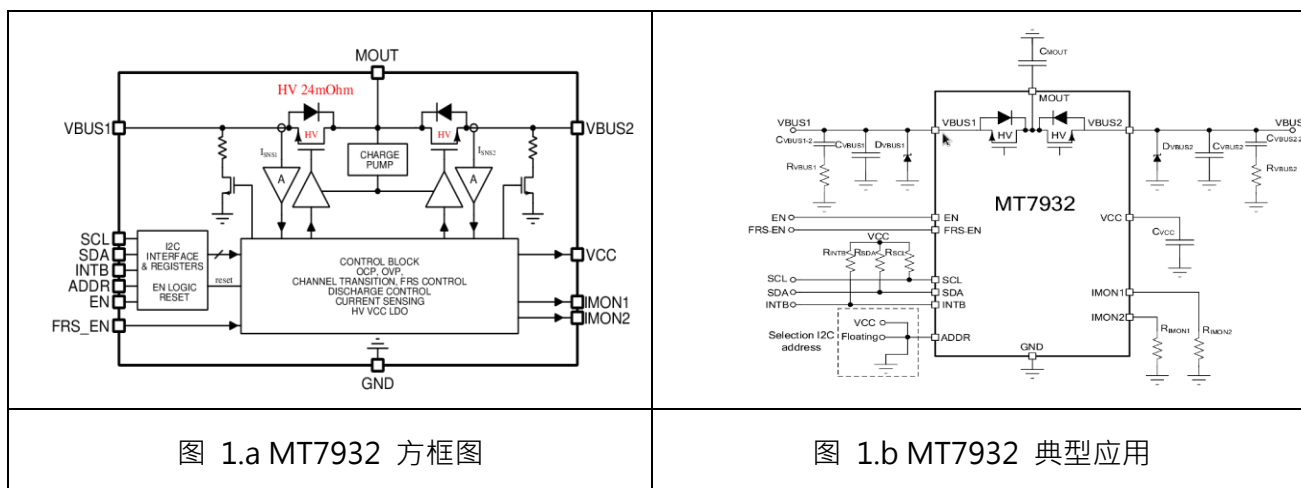 MOUT
HV 24mOhm
VBUS1
HV
HV
VBUS2
CHARGE
PUMP
ISNS1
ISNS2
A
A
SCL
SDA
INTB
ADDR
EN
FRS_EN
I2C
INTERFACE
& REGISTERS
EN LOGIC
RESET
reset
CONTROL BLOCK
OCP, OVP,
CHANNEL TRANSITION, FRS CONTROL
DISCHARGE CONTROL
CURRENT SENSING
HV VCC LDO
VCC
IMON1
IMON2
GND
图 1.a MT7932 方框图
CMOUT
MOUT
VBUS1
VBUS1
VBUS2
VBUS
HV
HV
CVBUS1-2
CVBUS1
DVBUS1
RVBUS1
DVBUS2
CVBUS2
CVBUS2-2
RVBUS2
MT7932
EN
FRS-EN
EN
FRS-EN
VCC
CVCC
VCC
RINTB
RSDA
RSCL
SCL
SDA
INTB
SCL
SDA
INTB
IMON1
IMON2
RIMON1
RIMON2
Selection I2C
address
VCC
Floating
ADDR
GND
图 1.b MT7932 典型应用